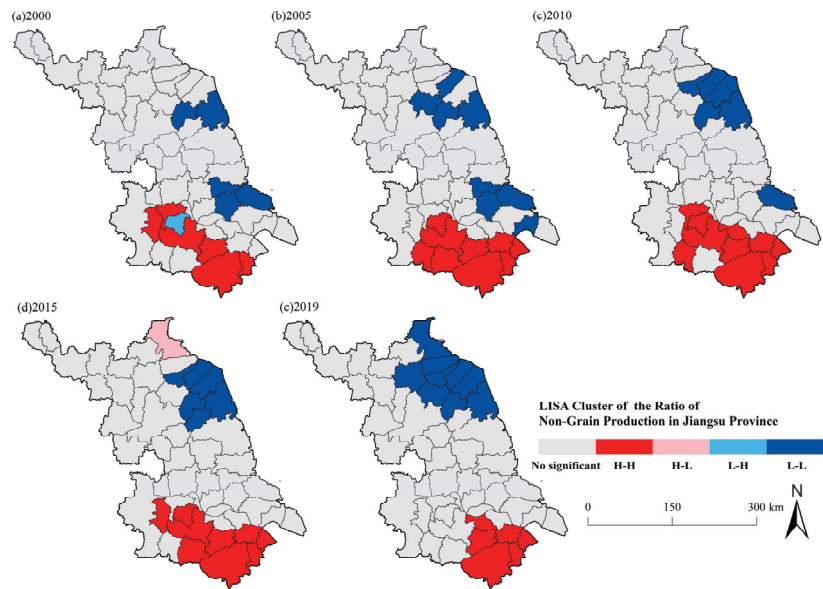 (a)2000
(b)2005
(c)2010
(d)2015
(e)2019
LISA Cluster of the Ratio of
Non-Grain Production in Jiangsu Province
No significant H-H H-L L-H L-L
N
0 150 300 km